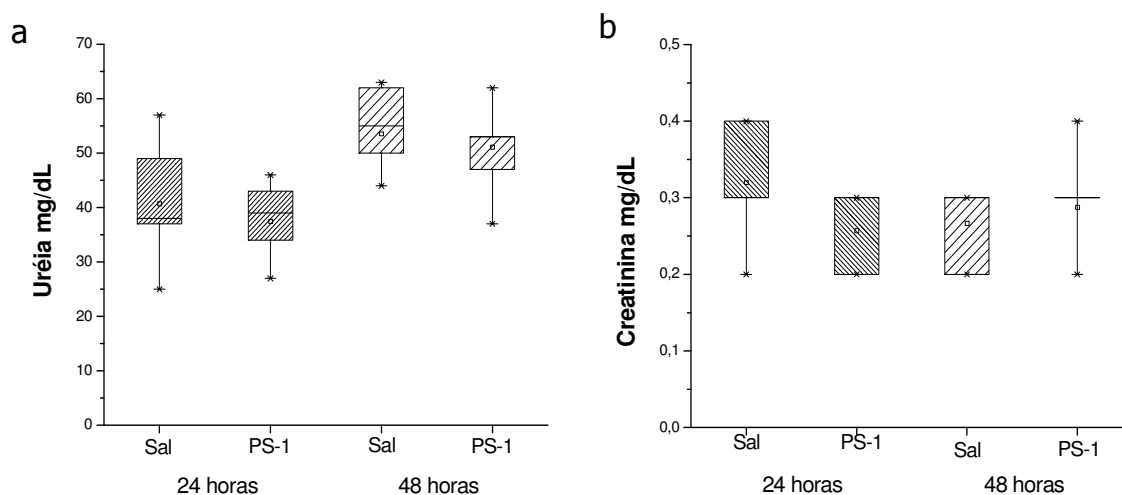 a
Uréia mg/dL
70
60
50
40
30
20
10
0
Sal PS-1 Sal PS-1
24 horas 48 horas
b
Creatinina mg/dL
0,5
0,4
0,3
0,2
0,1
0,0
Sal PS-1 Sal PS-1
24 horas 48 horas